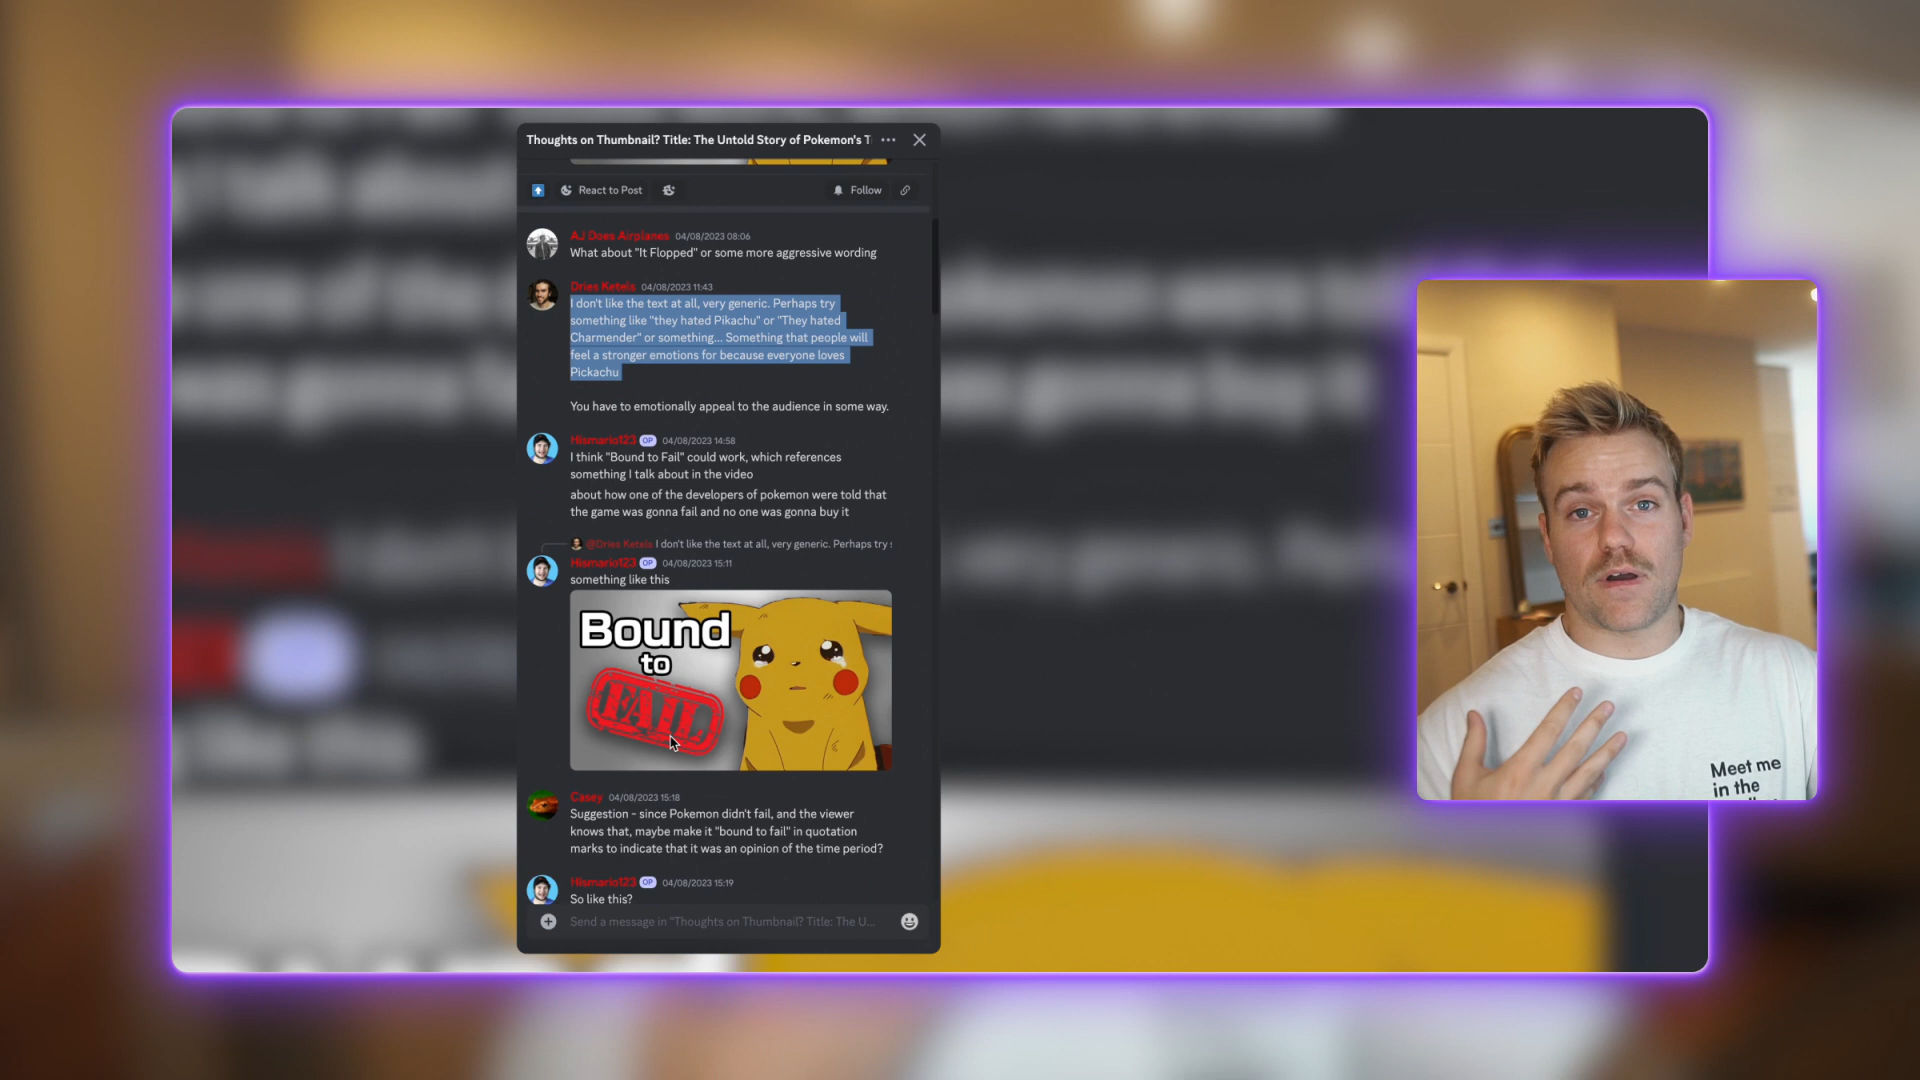 Thoughts on Thumbnail? Title: The Untold Story of Pokemon's T
React to Post
Follow
AJ Does Airplanes 04/08/2023 08:06
What about "It Flopped" or some more aggressive wording
Dries Ketels 04/08/2023 11:43
I don't like the text at all, very generic. Perhaps try
something like "they hated Pikachu" or "They hated
Charmender" or something... Something that people will
feel a stronger emotions for because everyone loves
Pickachu
You have to emotionally appeal to the audience in some way.
Hismario123 OP 04/08/2023 14:58
I think "Bound to Fail" could work, which references
something I talk about in the video
about how one of the developers of pokemon were told that
the game was gonna fail and no one was gonna buy it
@Dries Ketels I don't like the text at all, very generic. Perhaps try s
Hismario123 OP 04/08/2023 15:11
something like this
Bound
to
FAIL
Casey 04/08/2023 15:18
Suggestion - since Pokemon didn't fail, and the viewer
knows that, maybe make it "bound to fail" in quotation
marks to indicate that it was an opinion of the time period?
Hismario123 OP 04/08/2023 15:19
So like this?
Send a message in "Thoughts on Thumbnail? Title: The U...
Meet me
in the